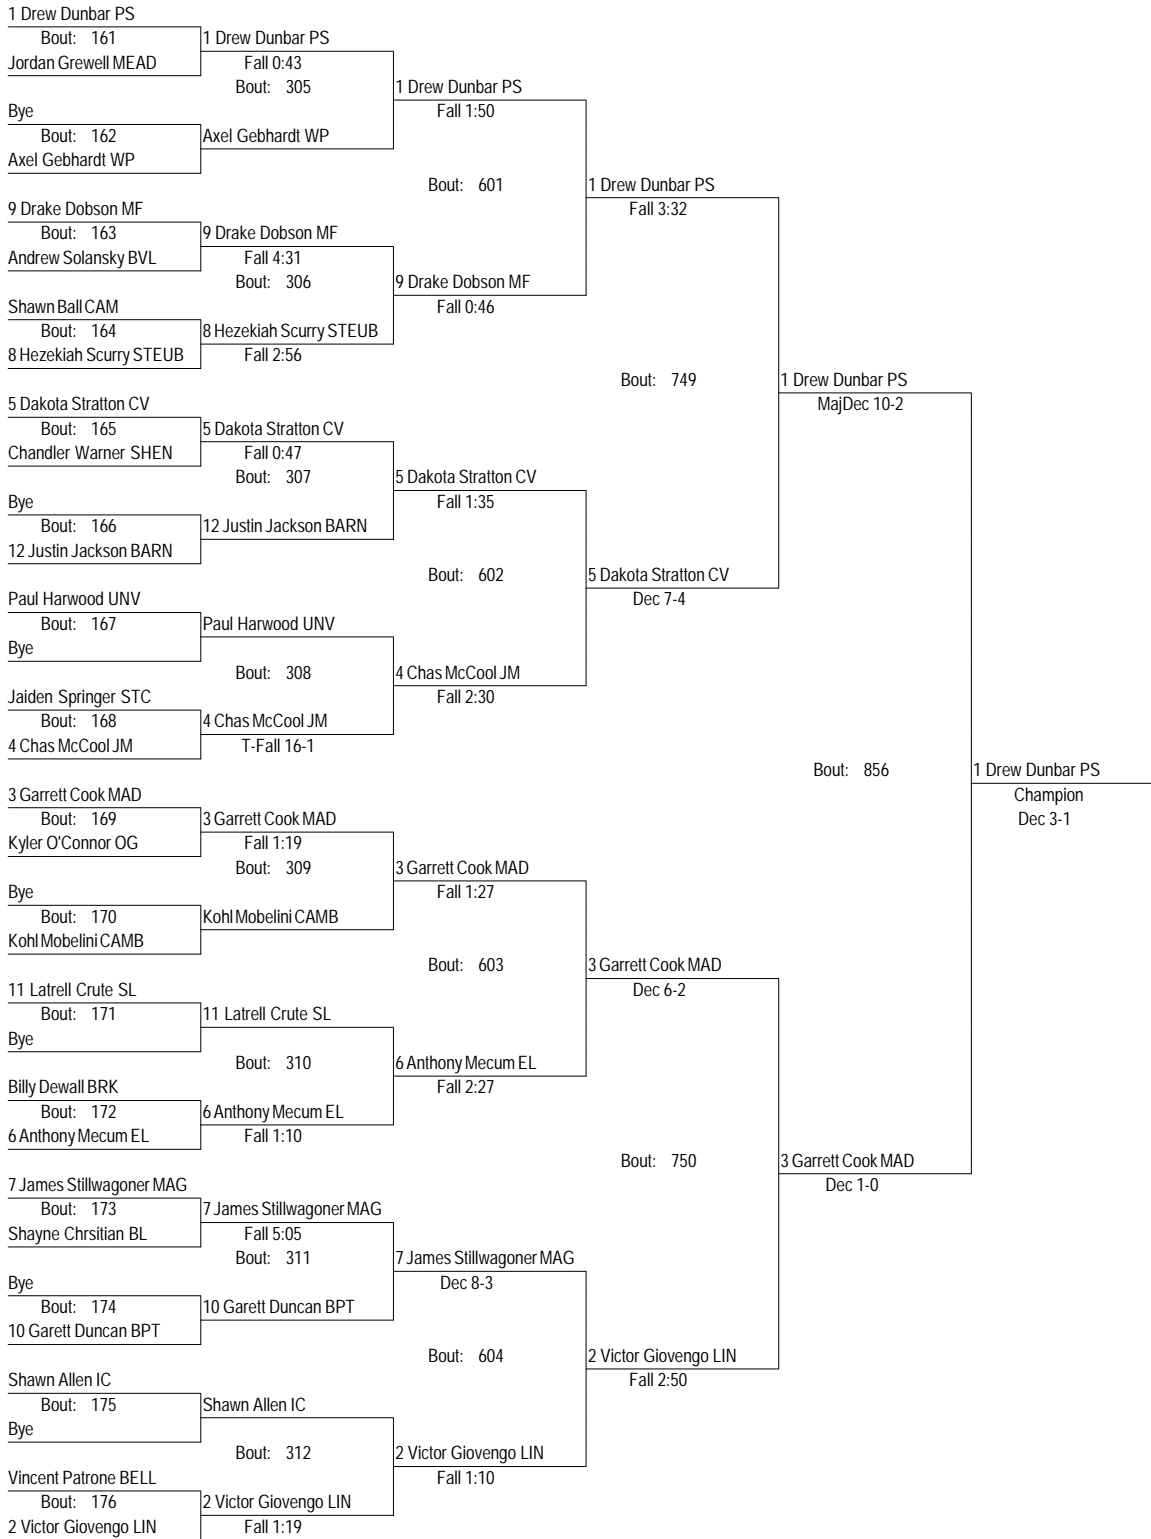 1 Drew Dunbar PS
Bout: 161
Jordan Grewell MEAD
1 Drew Dunbar PS
Fall 0:43
Bout: 305
1 Drew Dunbar PS
Fall 1:50
Bye
Bout: 162
Axel Gebhardt WP
Axel Gebhardt WP
Bout: 601
1 Drew Dunbar PS
Fall 3:32
9 Drake Dobson MF
Bout: 163
Andrew Solansky BVL
9 Drake Dobson MF
Fall 4:31
Bout: 306
9 Drake Dobson MF
Fall 0:46
Shawn Ball CAM
Bout: 164
8 Hezekiah Scurry STEUB
8 Hezekiah Scurry STEUB
Fall 2:56
Bout: 749
1 Drew Dunbar PS
MajDec 10-2
5 Dakota Stratton CV
Bout: 165
Chandler Warner SHEN
5 Dakota Stratton CV
Fall 0:47
Bout: 307
5 Dakota Stratton CV
Fall 1:35
Bye
Bout: 166
12 Justin Jackson BARN
12 Justin Jackson BARN
Bout: 602
5 Dakota Stratton CV
Dec 7-4
Paul Harwood UNV
Bout: 167
Bye
Paul Harwood UNV
Bout: 308
4 Chas McCool JM
Fall 2:30
Jaiden Springer STC
Bout: 168
4 Chas McCool JM
4 Chas McCool JM
T-Fall 16-1
Bout: 856
1 Drew Dunbar PS
Champion
Dec 3-1
3 Garrett Cook MAD
Bout: 169
Kyler O'Connor OG
3 Garrett Cook MAD
Fall 1:19
Bout: 309
3 Garrett Cook MAD
Fall 1:27
Bye
Bout: 170
Kohl Mobelini CAMB
Kohl Mobelini CAMB
Bout: 603
3 Garrett Cook MAD
Dec 6-2
11 Latrell Crute SL
Bout: 171
Bye
11 Latrell Crute SL
Bout: 310
6 Anthony Mecum EL
Fall 2:27
Billy Dewall BRK
Bout: 172
6 Anthony Mecum EL
6 Anthony Mecum EL
Fall 1:10
Bout: 750
3 Garrett Cook MAD
Dec 1-0
7 James Stillwagoner MAG
Bout: 173
Shayne Chrsitian BL
7 James Stillwagoner MAG
Fall 5:05
Bout: 311
7 James Stillwagoner MAG
Dec 8-3
Bye
Bout: 174
10 Garett Duncan BPT
10 Garett Duncan BPT
Bout: 604
2 Victor Giovengo LIN
Fall 2:50
Shawn Allen IC
Bout: 175
Bye
Shawn Allen IC
Bout: 312
2 Victor Giovengo LIN
Fall 1:10
Vincent Patrone BELL
Bout: 176
2 Victor Giovengo LIN
2 Victor Giovengo LIN
Fall 1:19